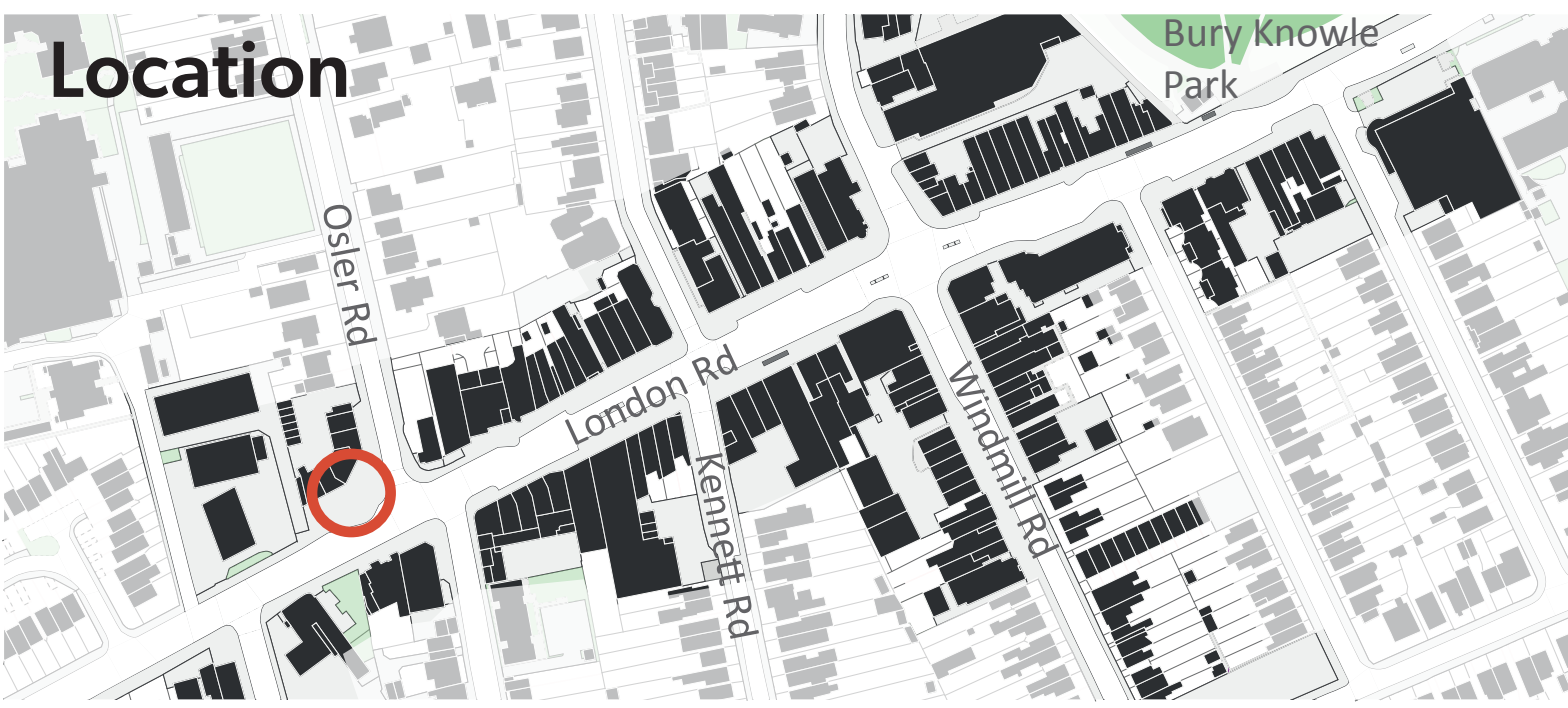 Location
Bury Knowle
Park
Osler Rd
London Rd
Kennett Rd
Windmill Rd